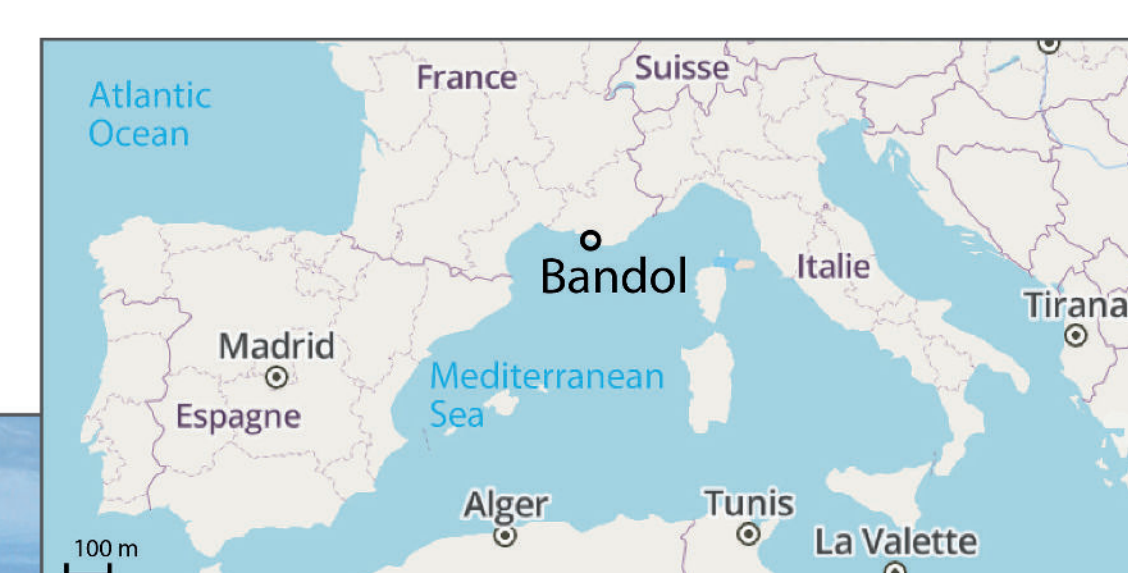 Atlantic
Ocean
France
Suisse
Bandol
Italie
Tirana
Madrid
Mediterranean
Sea
Espagne
Alger
Tunis
La Valette
100 m